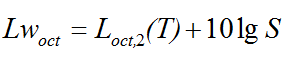 Lw_oct = L_oct,2(T) + 10 lg S